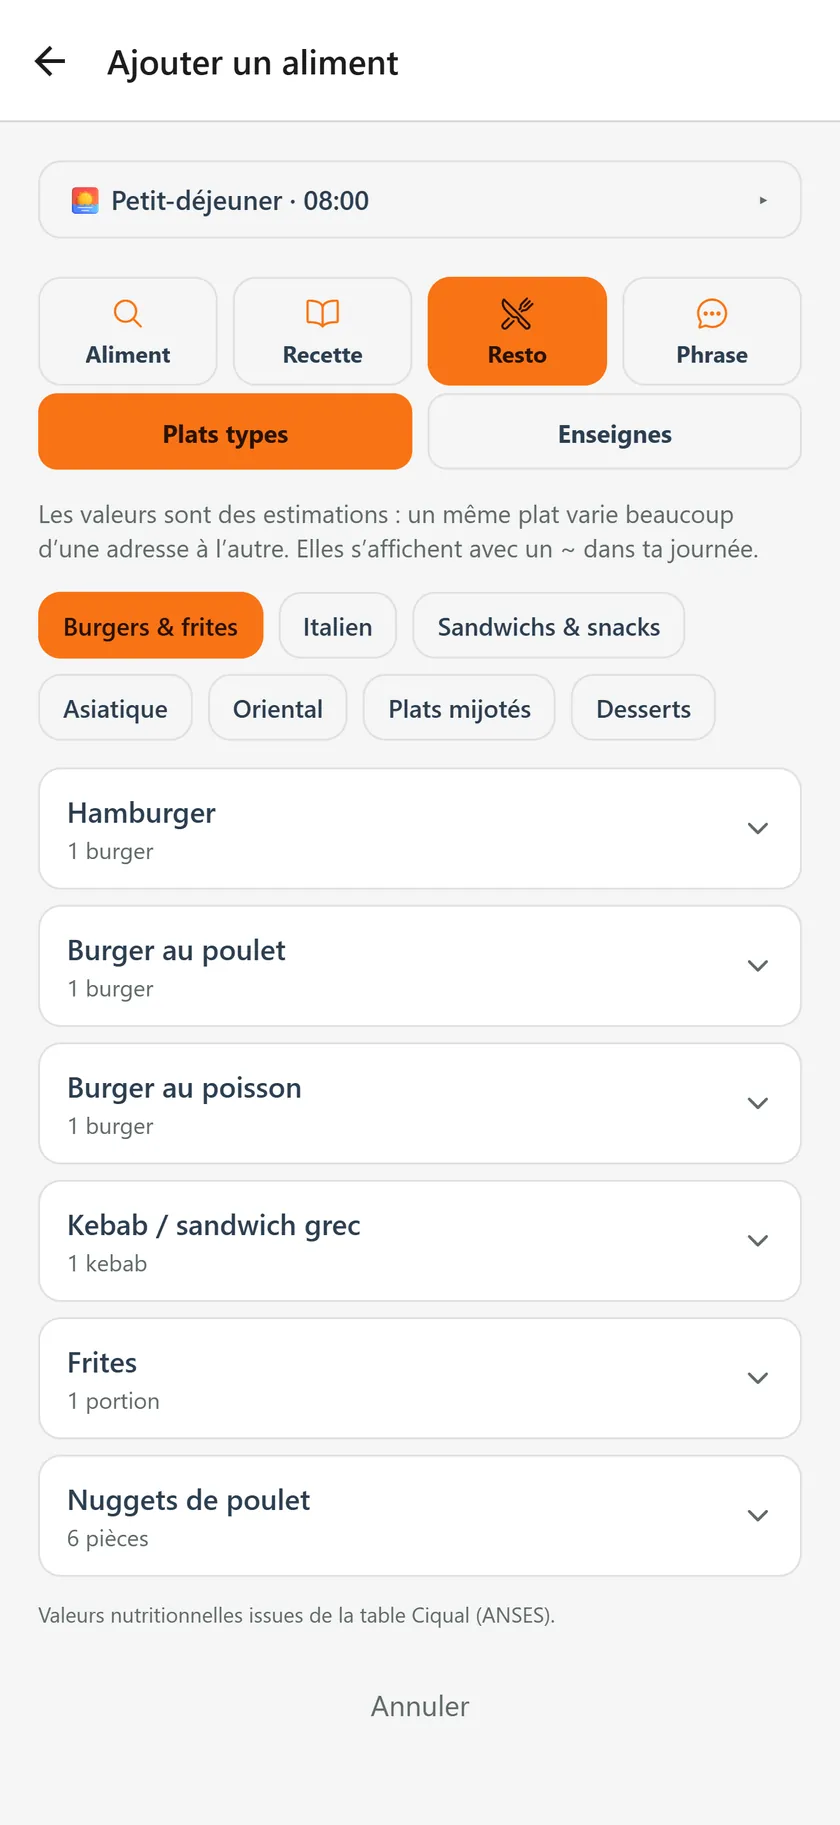 Ajouter un aliment
Petit-déjeuner · 08:00
Aliment
Recette
Resto
Phrase
Plats types
Enseignes
Les valeurs sont des estimations : un même plat varie beaucoup
d’une adresse à l’autre. Elles s’affichent avec un ~ dans ta journée.
Burgers & frites
Italien
Sandwichs & snacks
Asiatique
Oriental
Plats mijotés
Desserts
Hamburger
1 burger
Burger au poulet
1 burger
Burger au poisson
1 burger
Kebab / sandwich grec
1 kebab
Frites
1 portion
Nuggets de poulet
6 pièces
Valeurs nutritionnelles issues de la table Ciqual (ANSES).
Annuler